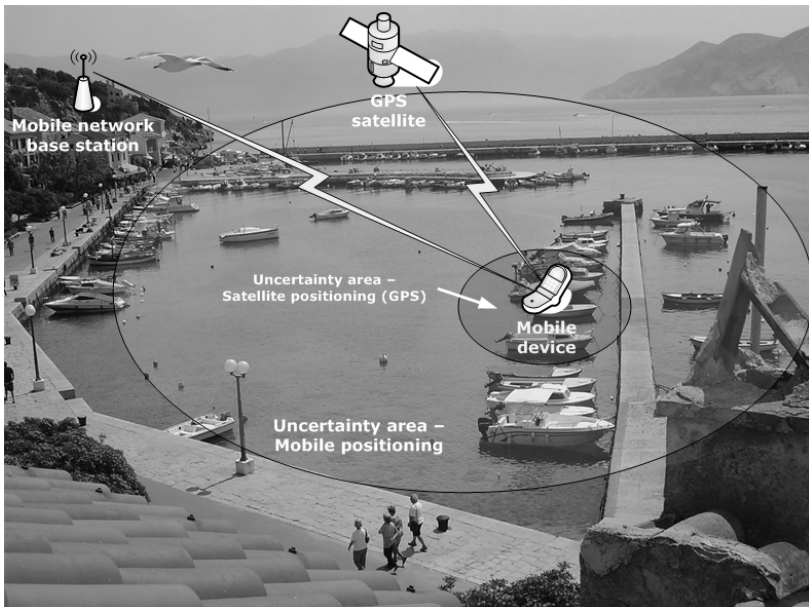 Mobile network
base station
GPS
satellite
Uncertainty area –
Satellite positioning (GPS)
Mobile
device
Uncertainty area –
Mobile positioning